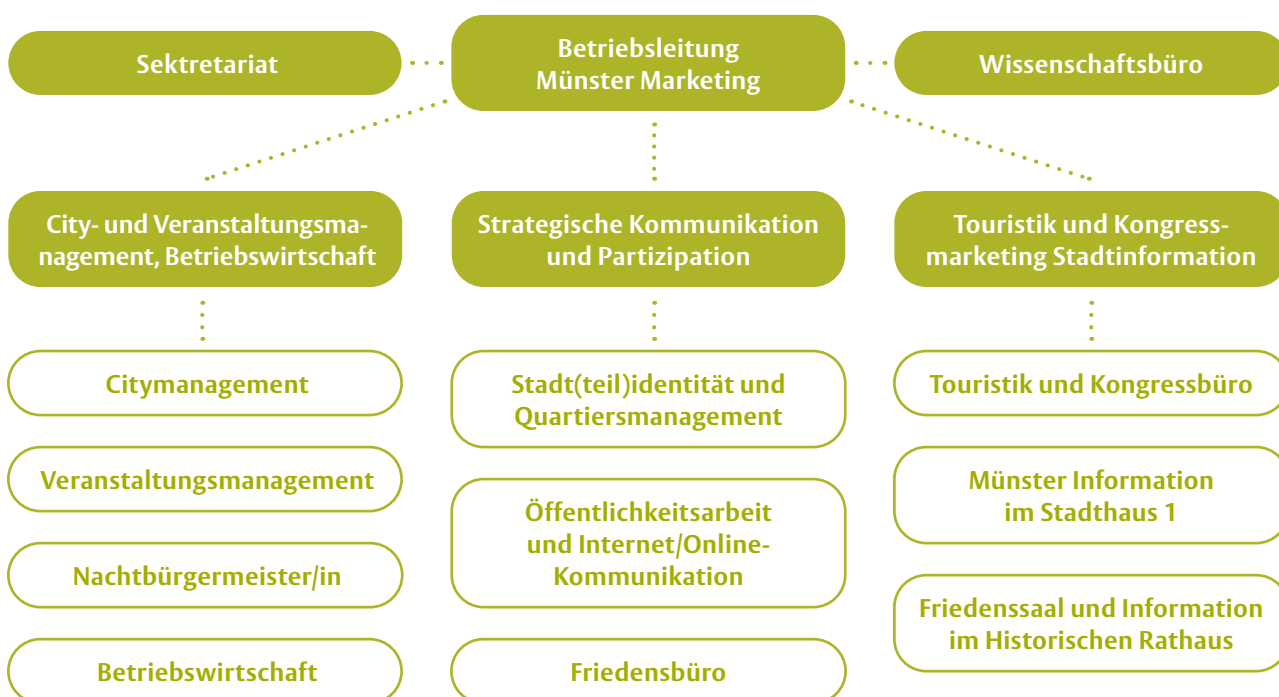 Sektretariat
Betriebsleitung
Münster Marketing
Wissenschaftsbüro
City- und Veranstaltungsma-
nagement, Betriebswirtschaft
Strategische Kommunikation
und Partizipation
Touristik und Kongress-
marketing Stadtinformation
Citymanagement
Veranstaltungsmanagement
Nachtbürgermeister/in
Betriebswirtschaft
Stadt(teil)identität und
Quartiersmanagement
Öffentlichkeitsarbeit
und Internet/Online-
Kommunikation
Friedensbüro
Touristik und Kongressbüro
Münster Information
im Stadthaus 1
Friedenssaal und Information
im Historischen Rathaus